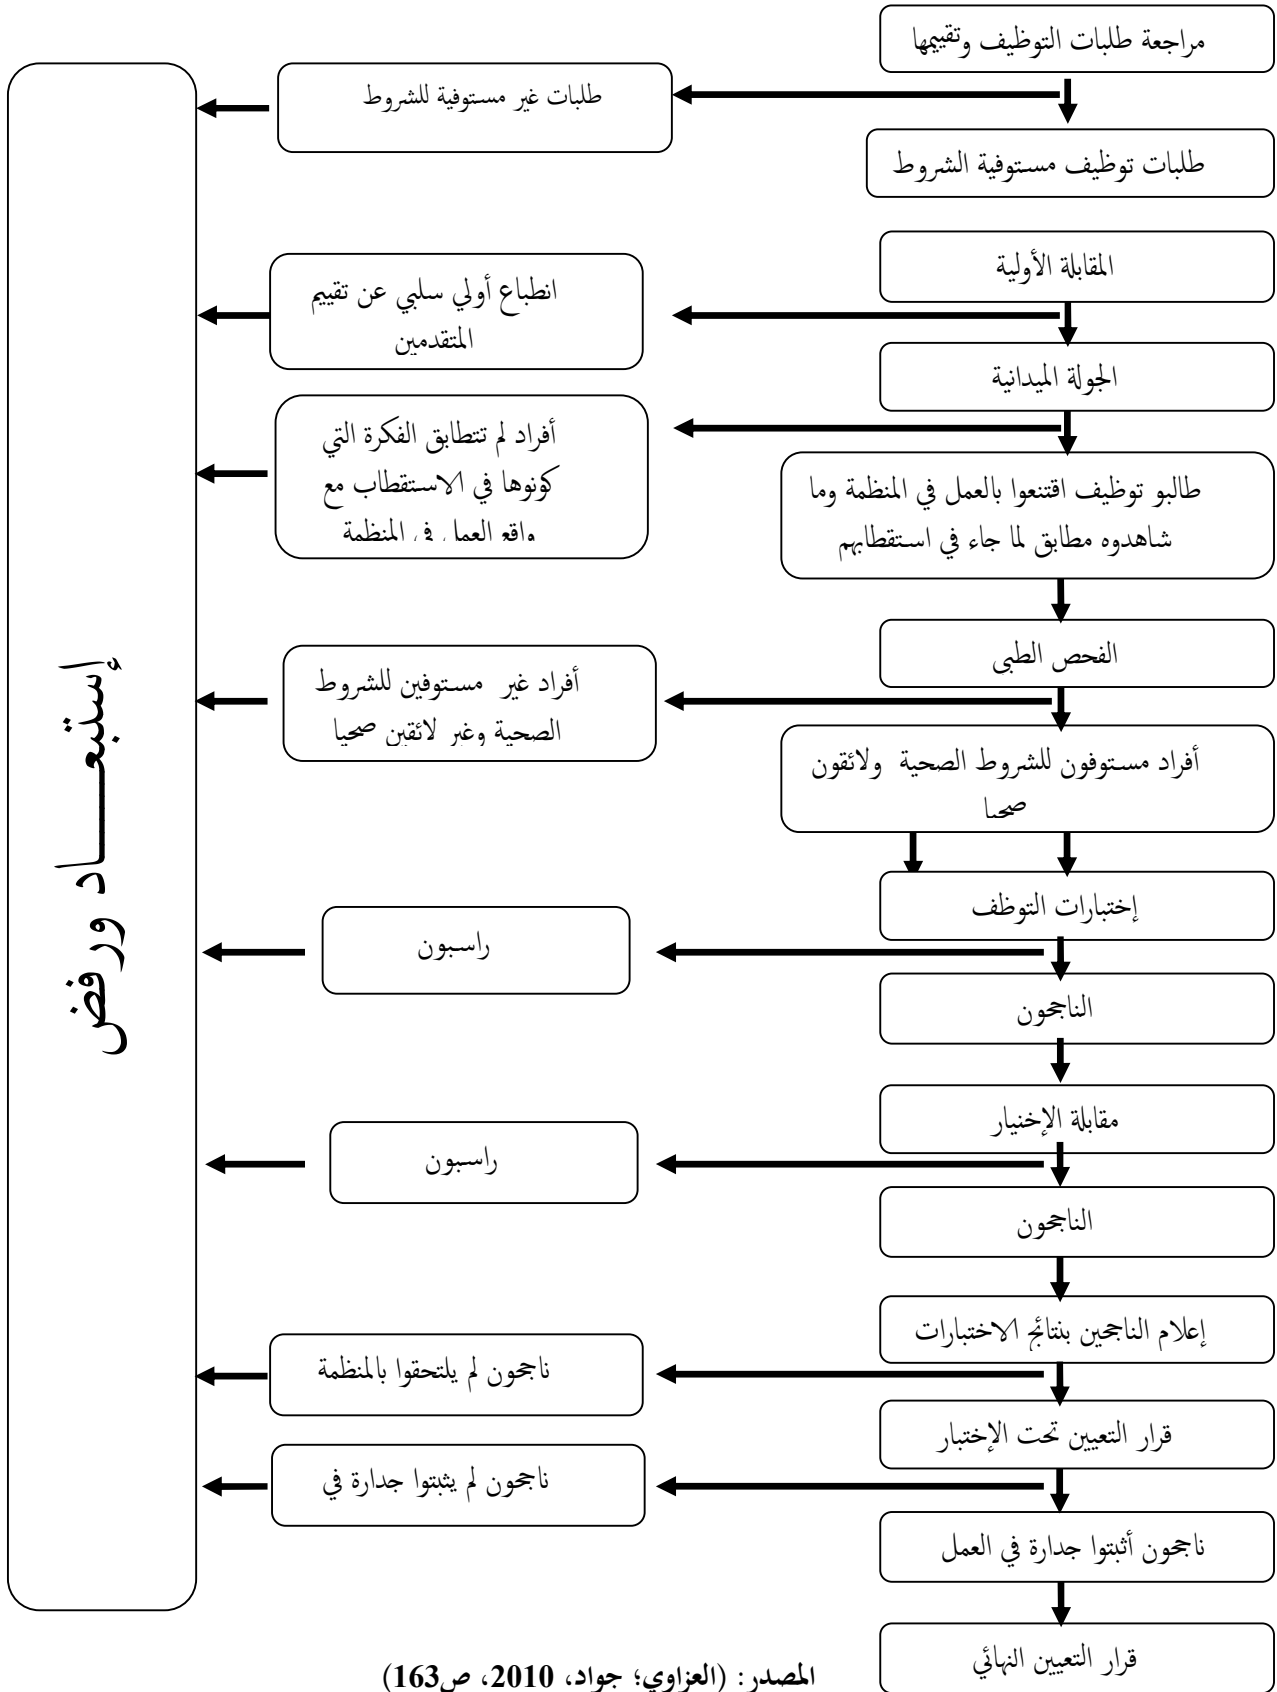 مراجعة طلبات التوظيف وتقييمها
طلبات غير مستوفية للشروط
طلبات توظيف مستوفية الشروط
المقابلة الأولية
انطباع أولي سلبي عن تقييم
المتقدمين
الجولة الميدانية
أفراد لم تتطابق الفكرة التي
كونوها في الاستقطاب مع
واقع العمل في المنظمة
طالبو توظيف اقتنعوا بالعمل في المنظمة وما
شاهدوه مطابق لما جاء في استقطابهم
الفحص الطبي
أفراد غير مستوفين للشروط
الصحية وغير لائقين صحيا
أفراد مستوفون للشروط الصحية ولائقون
صحيا
إختبارات التوظف
راسبون
الناجحون
مقابلة الإختيار
راسبون
الناجحون
إعلام الناجحين بنتائج الاختبارات
ناجحون لم يلتحقوا بالمنظمة
قرار التعيين تحت الإختبار
ناجحون لم يثبتوا جدارة في
ناجحون أثبتوا جدارة في العمل
قرار التعيين النهائي
إستبعـــــاد ورفض
المصدر: (العزاوي؛ جواد، 2010، ص163)